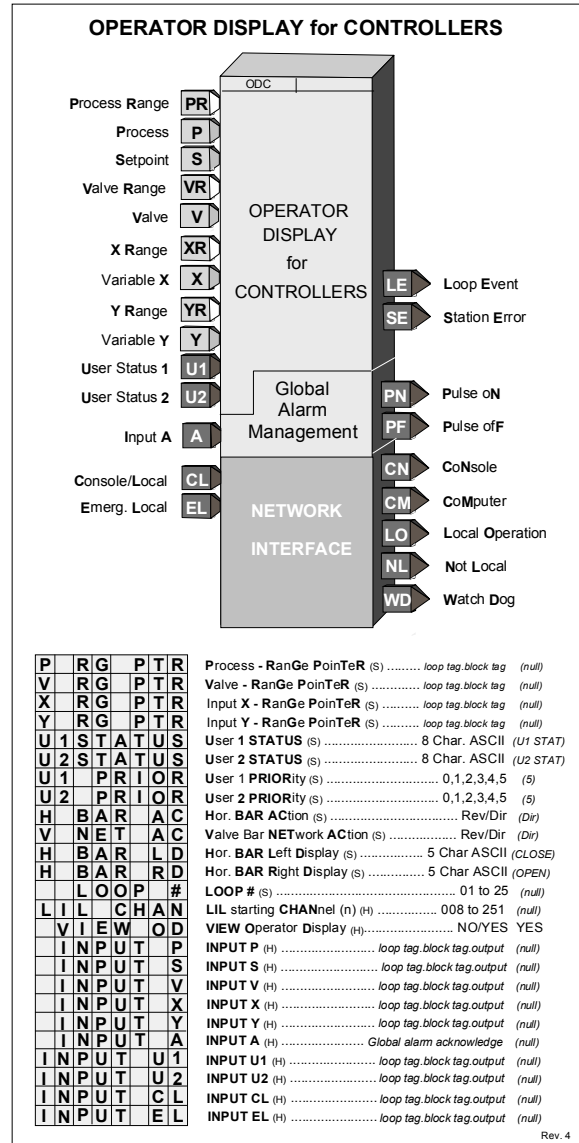 OPERATOR DISPLAY for CONTROLLERS
ODC
Process Range PR
Process P
Setpoint S
Valve Range VR
Valve V
X Range XR
Variable X X
Y Range YR
Variable Y Y
User Status 1 U1
User Status 2 U2
Input A A
Console/Local CL
Emerg. Local EL
OPERATOR
DISPLAY
for
CONTROLLERS
Global
Alarm
Management
NETWORK
INTERFACE
LE Loop Event
SE Station Error
PN Pulse oN
PF Pulse ofF
CN CoNsole
CM CoMputer
LO Local Operation
NL Not Local
WD Watch Dog
P RG PTR Process - RanGe PoinTeR (S) ......... loop tag.block tag (null)
V RG PTR Valve - RanGe PoinTeR (S) ............. loop tag.block tag (null)
X RG PTR Input X - RanGe PoinTeR (S) .......... loop tag.block tag (null)
Y RG PTR Input Y - RanGe PoinTeR (S) .......... loop tag.block tag (null)
U1STATUS User 1 STATUS (S) .............................. 8 Char. ASCII (U1 STAT)
U2STATUS User 2 STATUS (S) .............................. 8 Char. ASCII (U2 STAT)
U1 PRIOR User 1 PRIORity (S) ............................... 0,1,2,3,4,5 (5)
U2 PRIOR User 2 PRIORity (S) ............................... 0,1,2,3,4,5 (5)
H BAR AC Hor. BAR ACtion (S) ................................ Rev/Dir (Dir)
V NET AC Valve Bar NETwork ACtion (S) ................. Rev/Dir (Dir)
H BAR LD Hor. BAR Left Display (S) .................... 5 Char ASCII (CLOSE)
H BAR RD Hor. BAR Right Display (S) .................. 5 Char ASCII (OPEN)
LOOP # LOOP # (S) ........................................... 01 to 25 (null)
LIL CHAN LIL starting CHANnel (n) (H) .................. 008 to 251 (null)
VIEW OD VIEW Operator Display (H)..................... NO/YES YES
INPUT P INPUT P (H) ............................ loop tag.block tag.output (null)
INPUT S INPUT S (H) ............................ loop tag.block tag.output (null)
INPUT V INPUT V (H) ............................ loop tag.block tag.output (null)
INPUT X INPUT X (H) ............................ loop tag.block tag.output (null)
INPUT Y INPUT Y (H) ............................ loop tag.block tag.output (null)
INPUT A INPUT A (H) .......................... Global alarm acknowledge (null)
INPUT U1 INPUT U1 (H) .......................... loop tag.block tag.output (null)
INPUT U2 INPUT U2 (H) .......................... loop tag.block tag.output (null)
INPUT CL INPUT CL (H) .......................... loop tag.block tag.output (null)
INPUT EL INPUT EL (H) .......................... loop tag.block tag.output (null)
Rev. 4